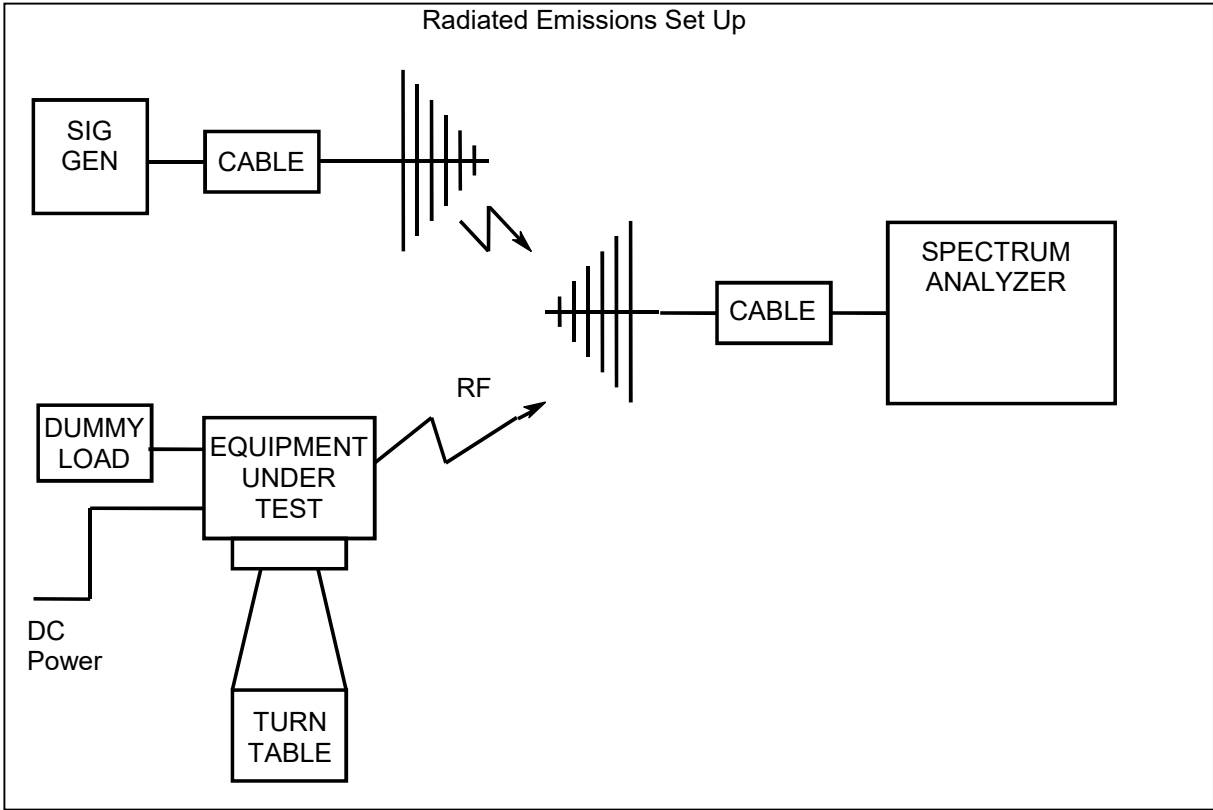 Radiated Emissions Set Up
SIG
GEN
CABLE
SPECTRUM
ANALYZER
CABLE
RF
DUMMY
LOAD
EQUIPMENT
UNDER
TEST
DC
Power
TURN
TABLE